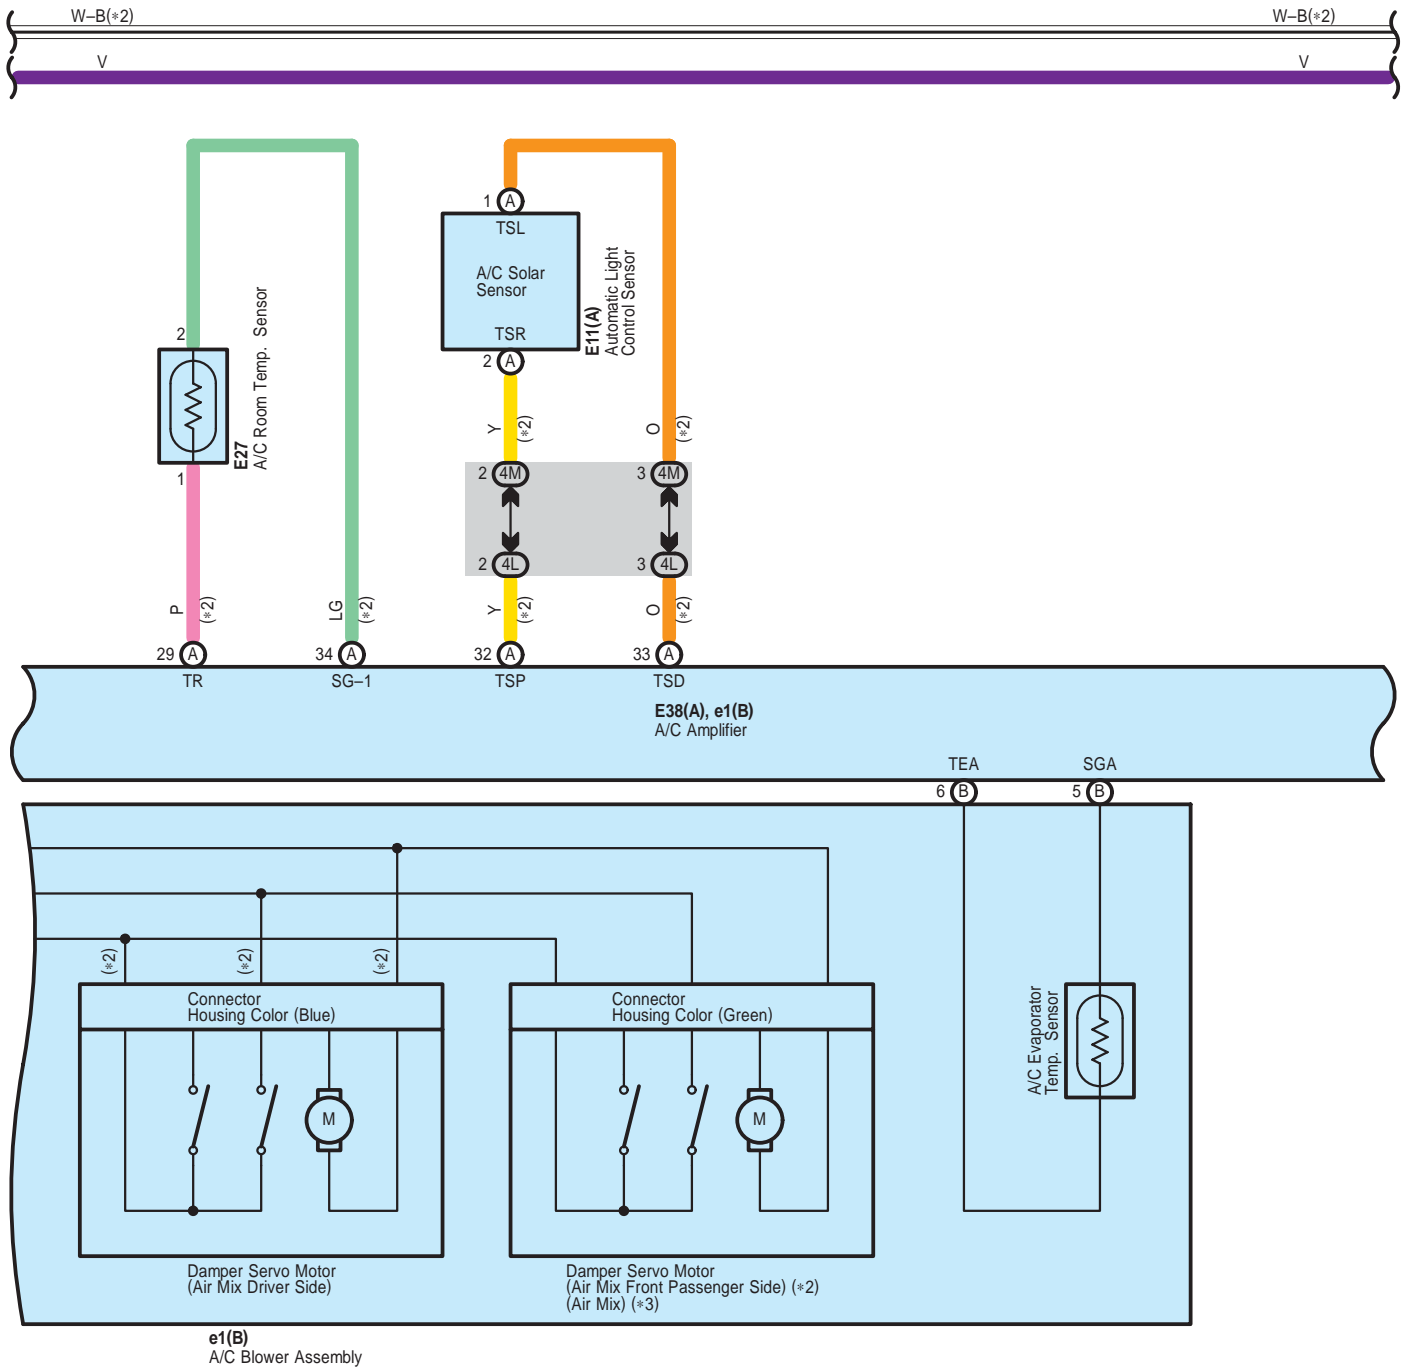 W–B(*2)
W–B(*2)
V
V
1
A
TSL
A/C Solar
Sensor
TSR
2
A
E11(A)
Automatic Light
Control Sensor
2
E27
A/C Room Temp. Sensor
1
Y
(*2)
O
(*2)
2
4M
3
4M
2
4L
3
4L
P
(*2)
LG
(*2)
Y
(*2)
O
(*2)
29
A
34
A
32
A
33
A
TR
SG–1
TSP
TSD
E38(A), e1(B)
A/C Amplifier
TEA
SGA
6
B
5
B
(*2)
(*2)
(*2)
Connector
Housing Color (Blue)
Connector
Housing Color (Green)
A/C Evaporator
Temp. Sensor
M
M
Damper Servo Motor
(Air Mix Driver Side)
Damper Servo Motor
(Air Mix Front Passenger Side) (*2)
(Air Mix) (*3)
e1(B)
A/C Blower Assembly